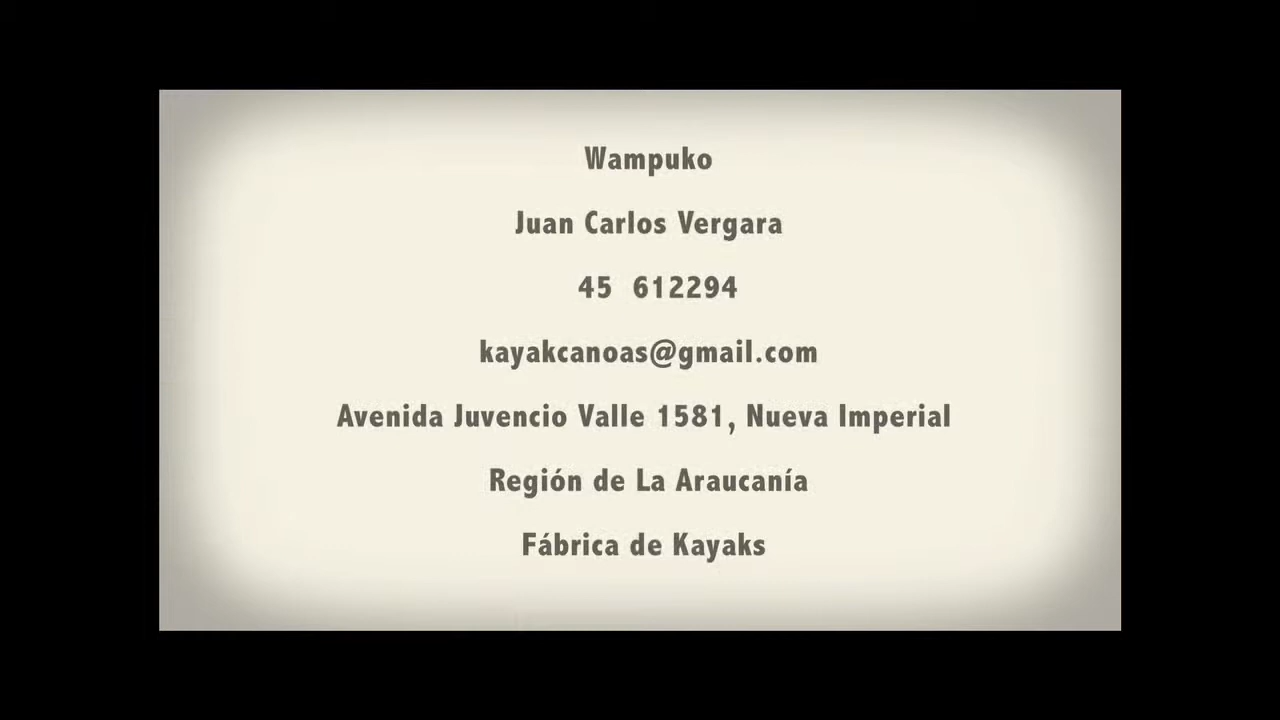 Wampuko
Juan Carlos Vergara
45 612294
kayakcanoas@gmail.com
Avenida Juvencio Valle 1581, Nueva Imperial
Región de La Araucanía
Fábrica de Kayaks